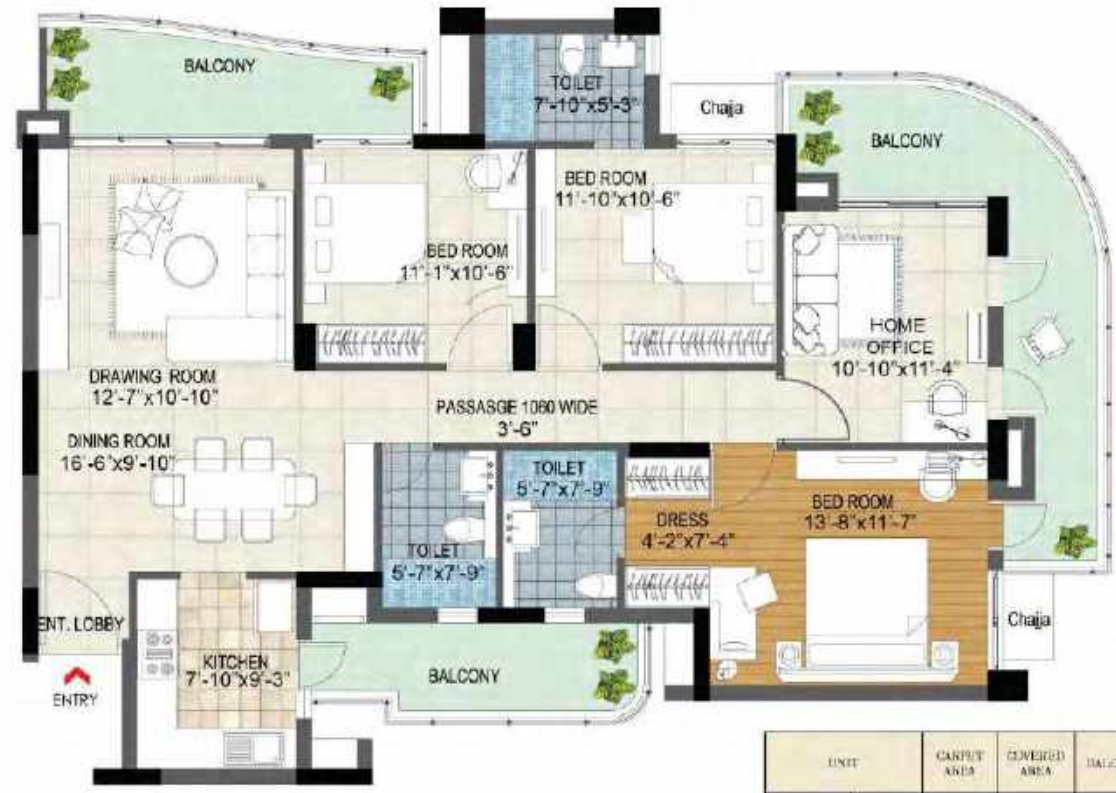 BALCONY
TOILET
7'-10"x5'-3"
Chajja
BALCONY
BED ROOM
11'-10"x10'-6"
BED ROOM
11'-1"x10'-6"
HOME
OFFICE
10'-10"x11'-4"
DRAWING ROOM
12'-7"x10'-10"
PASSASGE 1060 WIDE
3'-6"
DINING ROOM
16'-6"x9'-10"
TOILET
5'-7"x7'-9"
BED ROOM
13'-8"x11'-7"
DRESS
4'-2"x7'-4"
TOILET
5'-7"x7'-9"
ENT. LOBBY
Chajja
KITCHEN
7'-10"x9'-3"
BALCONY
ENTRY
UNIT
CARPET
AREA
COVERED
AREA